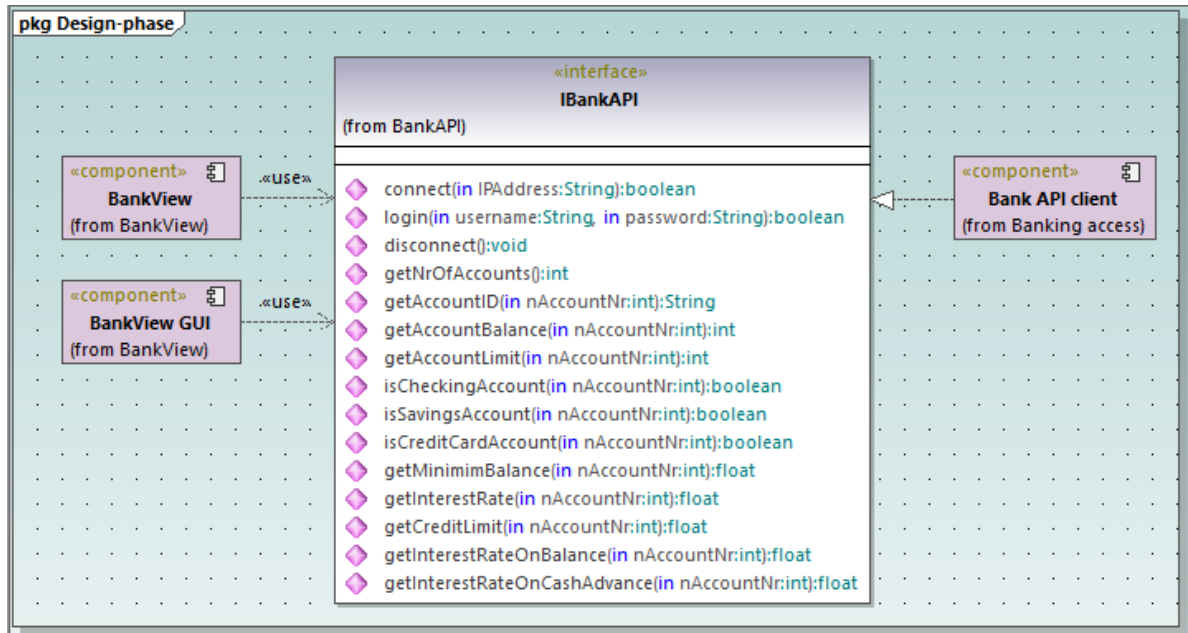 pkg Design-phase
«interface»
IBankAPI
(from BankAPI)
«component»
BankView
(from BankView)
«use»
«component»
BankView GUI
(from BankView)
«use»
connect(in IPAddress:String):boolean
login(in username:String, in password:String):boolean
disconnect():void
getNrOfAccounts():int
getAccountID(in nAccountNr:int):String
getAccountBalance(in nAccountNr:int):int
getAccountLimit(in nAccountNr:int):int
isCheckingAccount(in nAccountNr:int):boolean
isSavingsAccount(in nAccountNr:int):boolean
isCreditCardAccount(in nAccountNr:int):boolean
getMinimimBalance(in nAccountNr:int):float
getInterestRate(in nAccountNr:int):float
getCreditLimit(in nAccountNr:int):float
getInterestRateOnBalance(in nAccountNr:int):float
getInterestRateOnCashAdvance(in nAccountNr:int):float
«component»
Bank API client
(from Banking access)